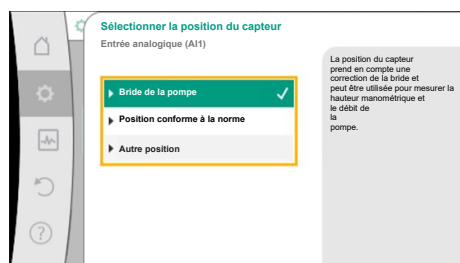 Sélectionner la position du capteur
Entrée analogique (AI1)
Bride de la pompe
Position conforme à la norme
Autre position
La position du capteur
prend en compte une
correction de la bride et
peut être utilisée pour mesurer la
hauteur manométrique et
le débit de
la
pompe.
?